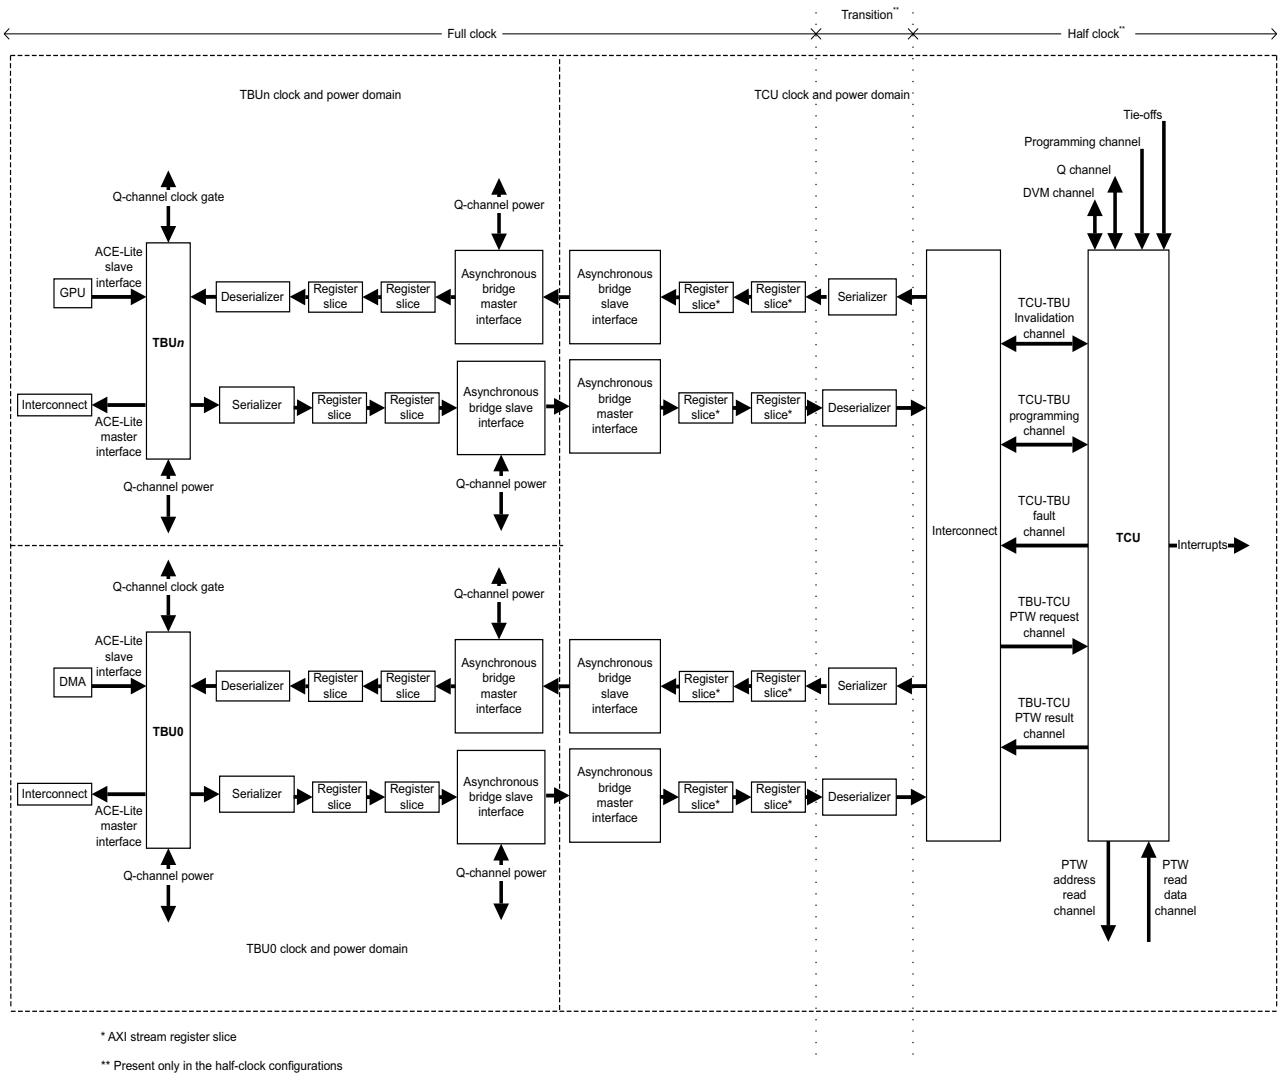 Transition**
Full clock
Half clock**
TBUn clock and power domain
TCU clock and power domain
Tie-offs
Programming channel
Q channel
DVM channel
Q-channel clock gate
Q-channel power
ACE-Lite
slave
interface
GPU
TBUn
Deserializer
Register
slice
Register
slice
Asynchronous
bridge
master
interface
Asynchronous
bridge
slave
interface
Register
slice*
Register
slice*
Serializer
Interconnect
ACE-Lite
master
interface
Serializer
Register
slice
Register
slice
Asynchronous
bridge slave
interface
Asynchronous
bridge
master
interface
Register
slice*
Register
slice*
Deserializer
Q-channel power
Q-channel power
TCU-TBU
Invalidation
channel
TCU-TBU
programming
channel
TCU-TBU
fault
channel
TBU-TCU
PTW request
channel
TBU-TCU
PTW result
channel
Interconnect
TCU
Interrupts
Q-channel clock gate
Q-channel power
ACE-Lite
slave
interface
DMA
TBU0
Deserializer
Register
slice
Register
slice
Asynchronous
bridge
master
interface
Asynchronous
bridge
slave
interface
Register
slice*
Register
slice*
Serializer
Interconnect
ACE-Lite
master
interface
Serializer
Register
slice
Register
slice
Asynchronous
bridge slave
interface
Asynchronous
bridge
master
interface
Register
slice*
Register
slice*
Deserializer
Q-channel power
Q-channel power
PTW
address
read
channel
PTW
read
data
channel
TBU0 clock and power domain
* AXI stream register slice
** Present only in the half-clock configurations